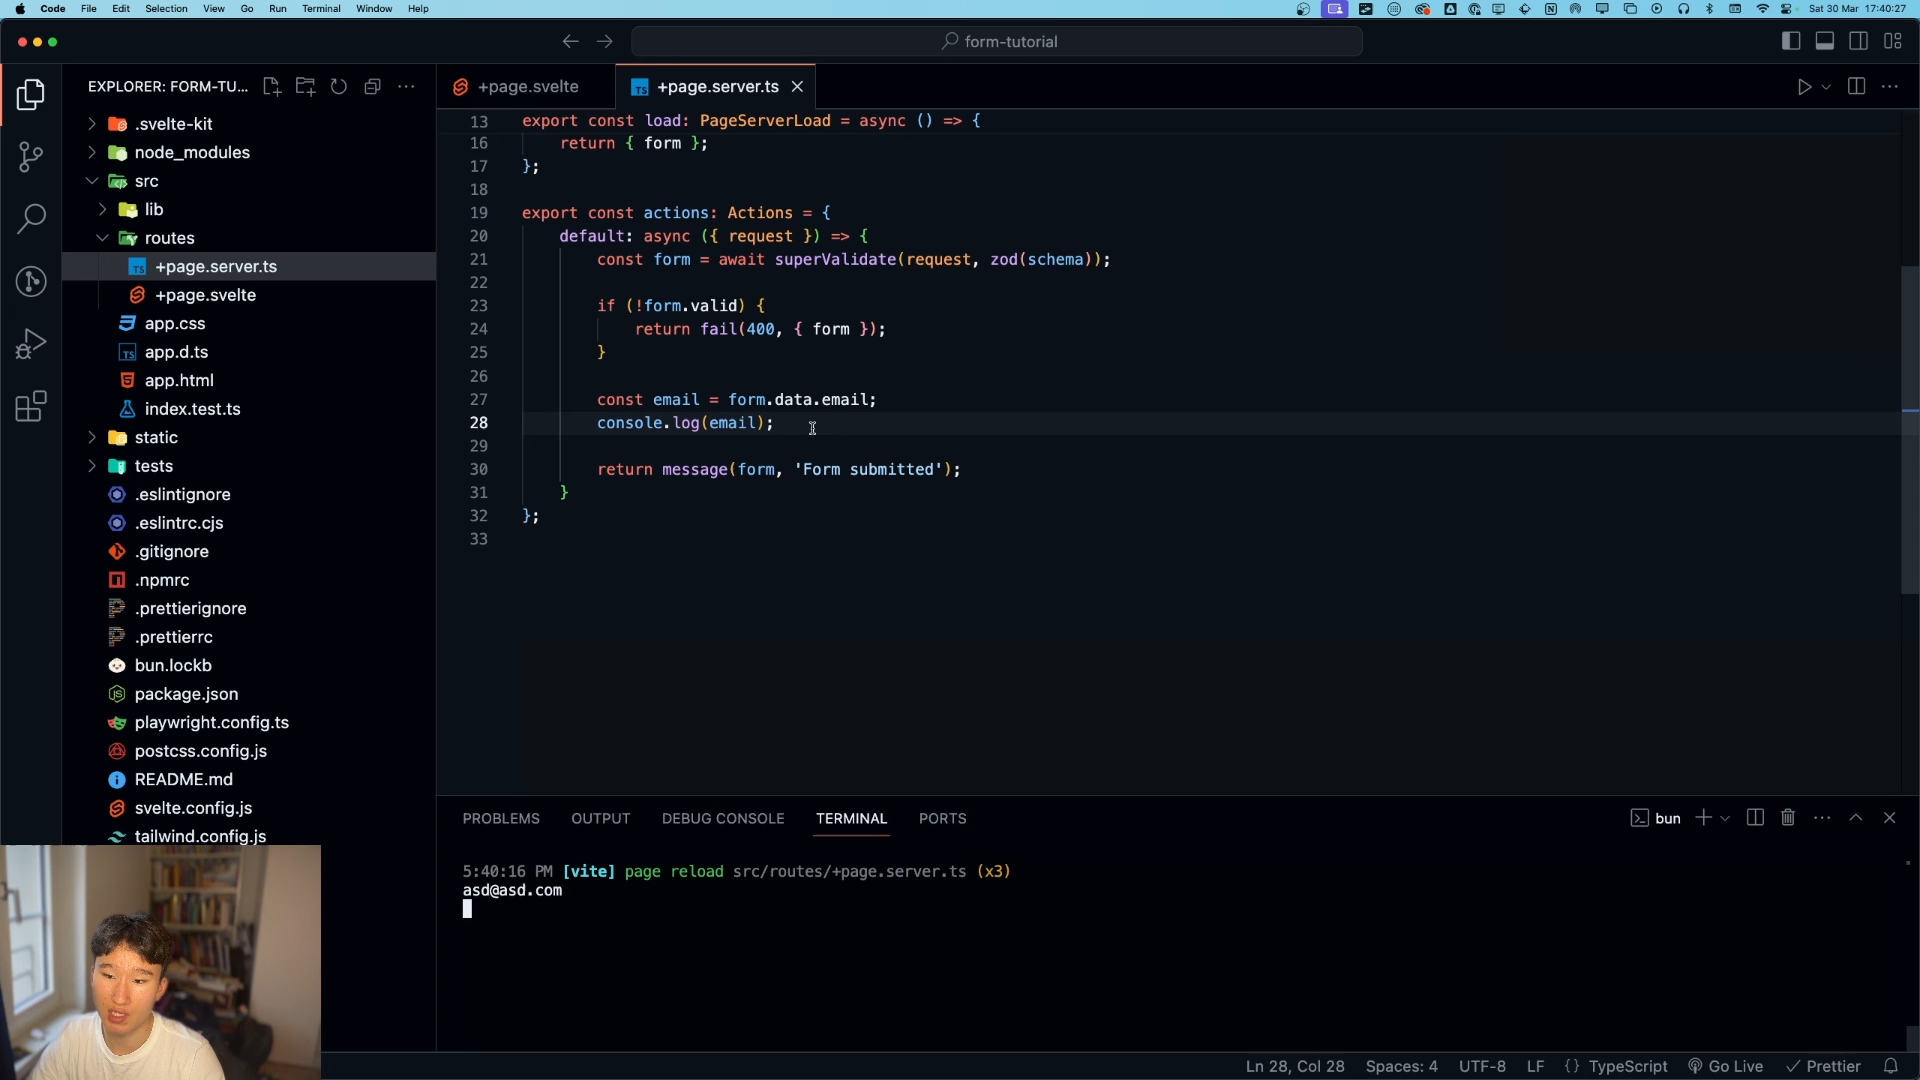 Code File Edit Selection View Go Run Terminal Window Help
Sat 30 Mar 17:40:27
form-tutorial
EXPLORER: FORM-TU...
+page.svelte
+page.server.ts
.svelte-kit
node_modules
src
lib
routes
+page.server.ts
+page.svelte
app.css
app.d.ts
app.html
index.test.ts
static
tests
.eslintignore
.eslintrc.cjs
.gitignore
.npmrc
.prettierignore
.prettierrc
bun.lockb
package.json
playwright.config.ts
postcss.config.js
README.md
svelte.config.js
tailwind.config.js
13 export const load: PageServerLoad = async () => {
16 return { form };
17 };
18
19 export const actions: Actions = {
20 default: async ({ request }) => {
21 const form = await superValidate(request, zod(schema));
22
23 if (!form.valid) {
24 return fail(400, { form });
25 }
26
27 const email = form.data.email;
28 console.log(email);
29
30 return message(form, 'Form submitted');
31 }
32 };
33
PROBLEMS OUTPUT DEBUG CONSOLE TERMINAL PORTS
bun
5:40:16 PM [vite] page reload src/routes/+page.server.ts (x3)
asd@asd.com
Ln 28, Col 28 Spaces: 4 UTF-8 LF {} TypeScript Go Live Prettier